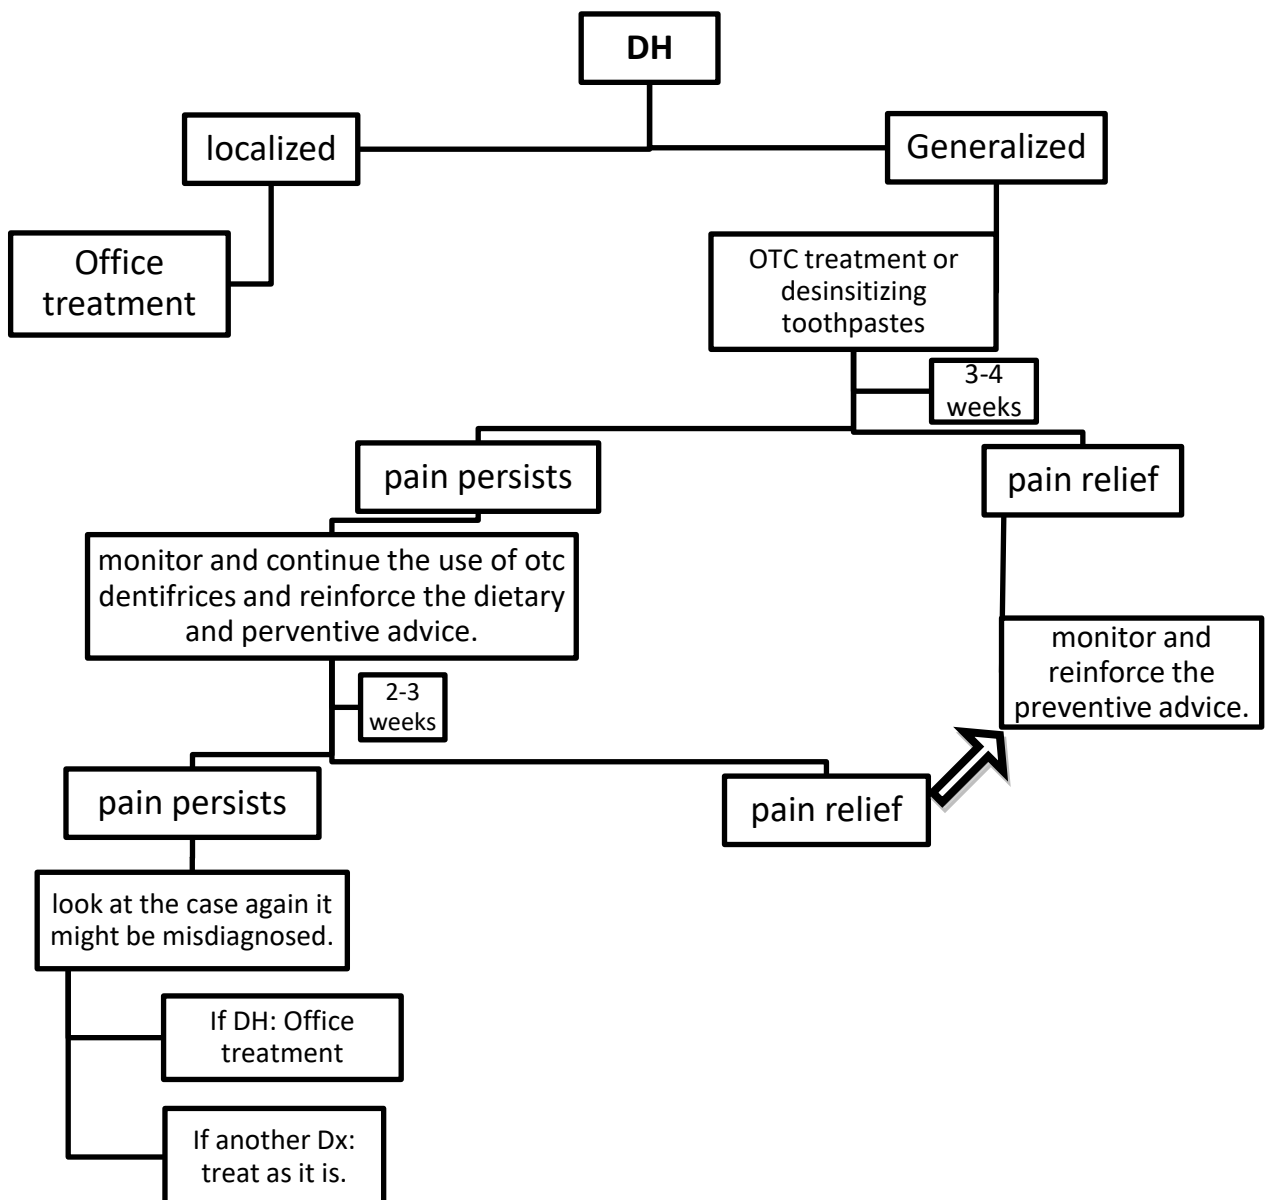 DH
localized
Generalized
Office
treatment
OTC treatment or
desinsitizing
toothpastes
3-4
weeks
pain persists
pain relief
monitor and continue the use of otc
dentifrices and reinforce the dietary
and perventive advice.
monitor and
reinforce the
preventive advice.
2-3
weeks
pain persists
pain relief
look at the case again it
might be misdiagnosed.
If DH: Office
treatment
If another Dx:
treat as it is.